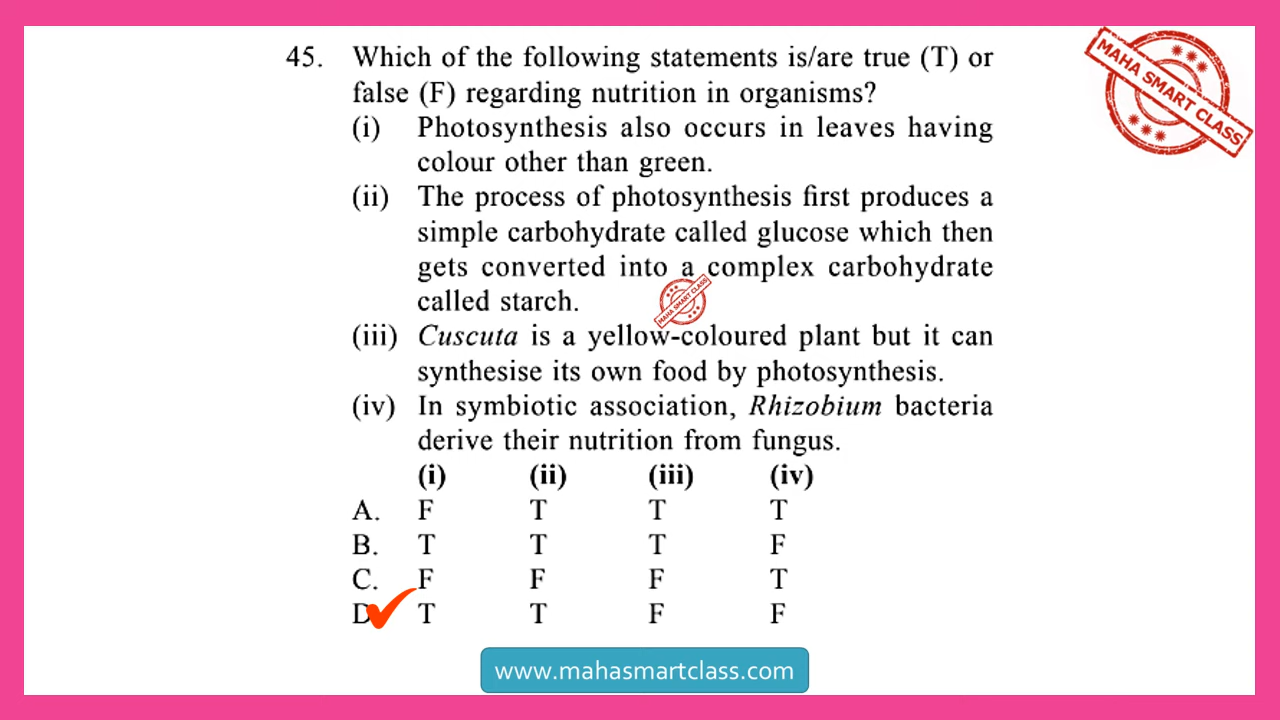 45. Which of the following statements is/are true (T) or
false (F) regarding nutrition in organisms?
(i) Photosynthesis also occurs in leaves having
colour other than green.
(ii) The process of photosynthesis first produces a
simple carbohydrate called glucose which then
gets converted into a complex carbohydrate
called starch.
(iii) Cuscuta is a yellow-coloured plant but it can
synthesise its own food by photosynthesis.
(iv) In symbiotic association, Rhizobium bacteria
derive their nutrition from fungus.
(i) (ii) (iii) (iv)
A. F T T T
B. T T T F
C. F F F T
D T T F F
www.mahasmartclass.com
MAHA SMART CLASS
MAHA SMART CLASS